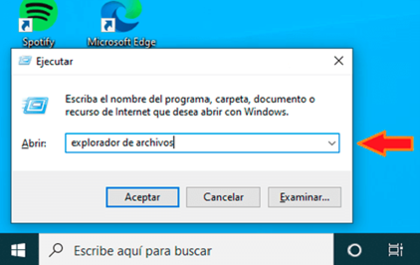 Spotify
Microsoft Edge
Ejecutar
Escriba el nombre del programa, carpeta, documento o
recurso de Internet que desea abrir con Windows.
Abrir:
explorador de archivos
Aceptar
Cancelar
Examinar...
Escribe aquí para buscar